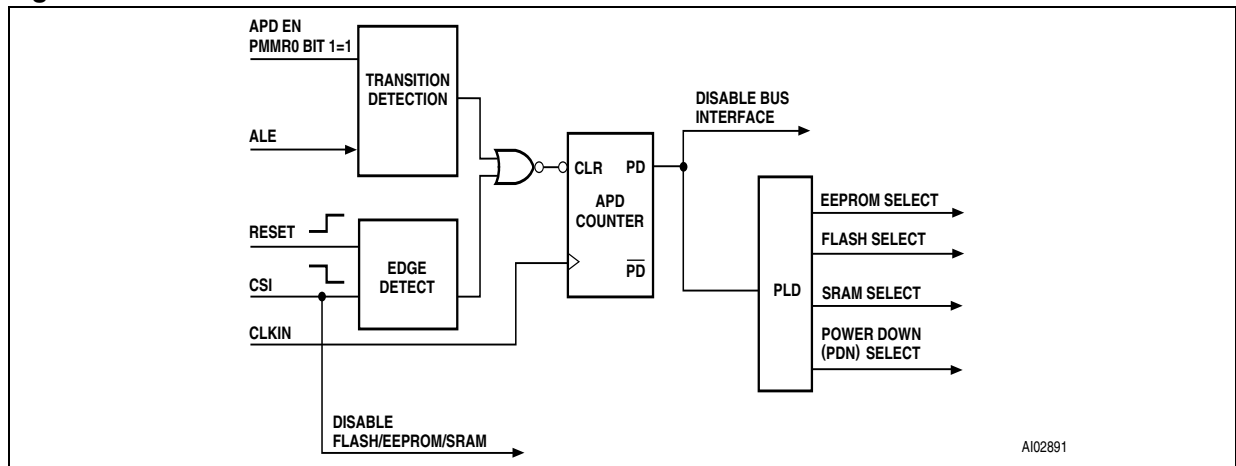 APD EN
PMMR0 BIT 1=1
TRANSITION
DETECTION
ALE
DISABLE BUS
INTERFACE
CLR PD
APD
COUNTER
PD
RESET
CSI
EDGE
DETECT
CLKIN
PLD
EEPROM SELECT
FLASH SELECT
SRAM SELECT
POWER DOWN
(PDN) SELECT
DISABLE
FLASH/EEPROM/SRAM
AI02891